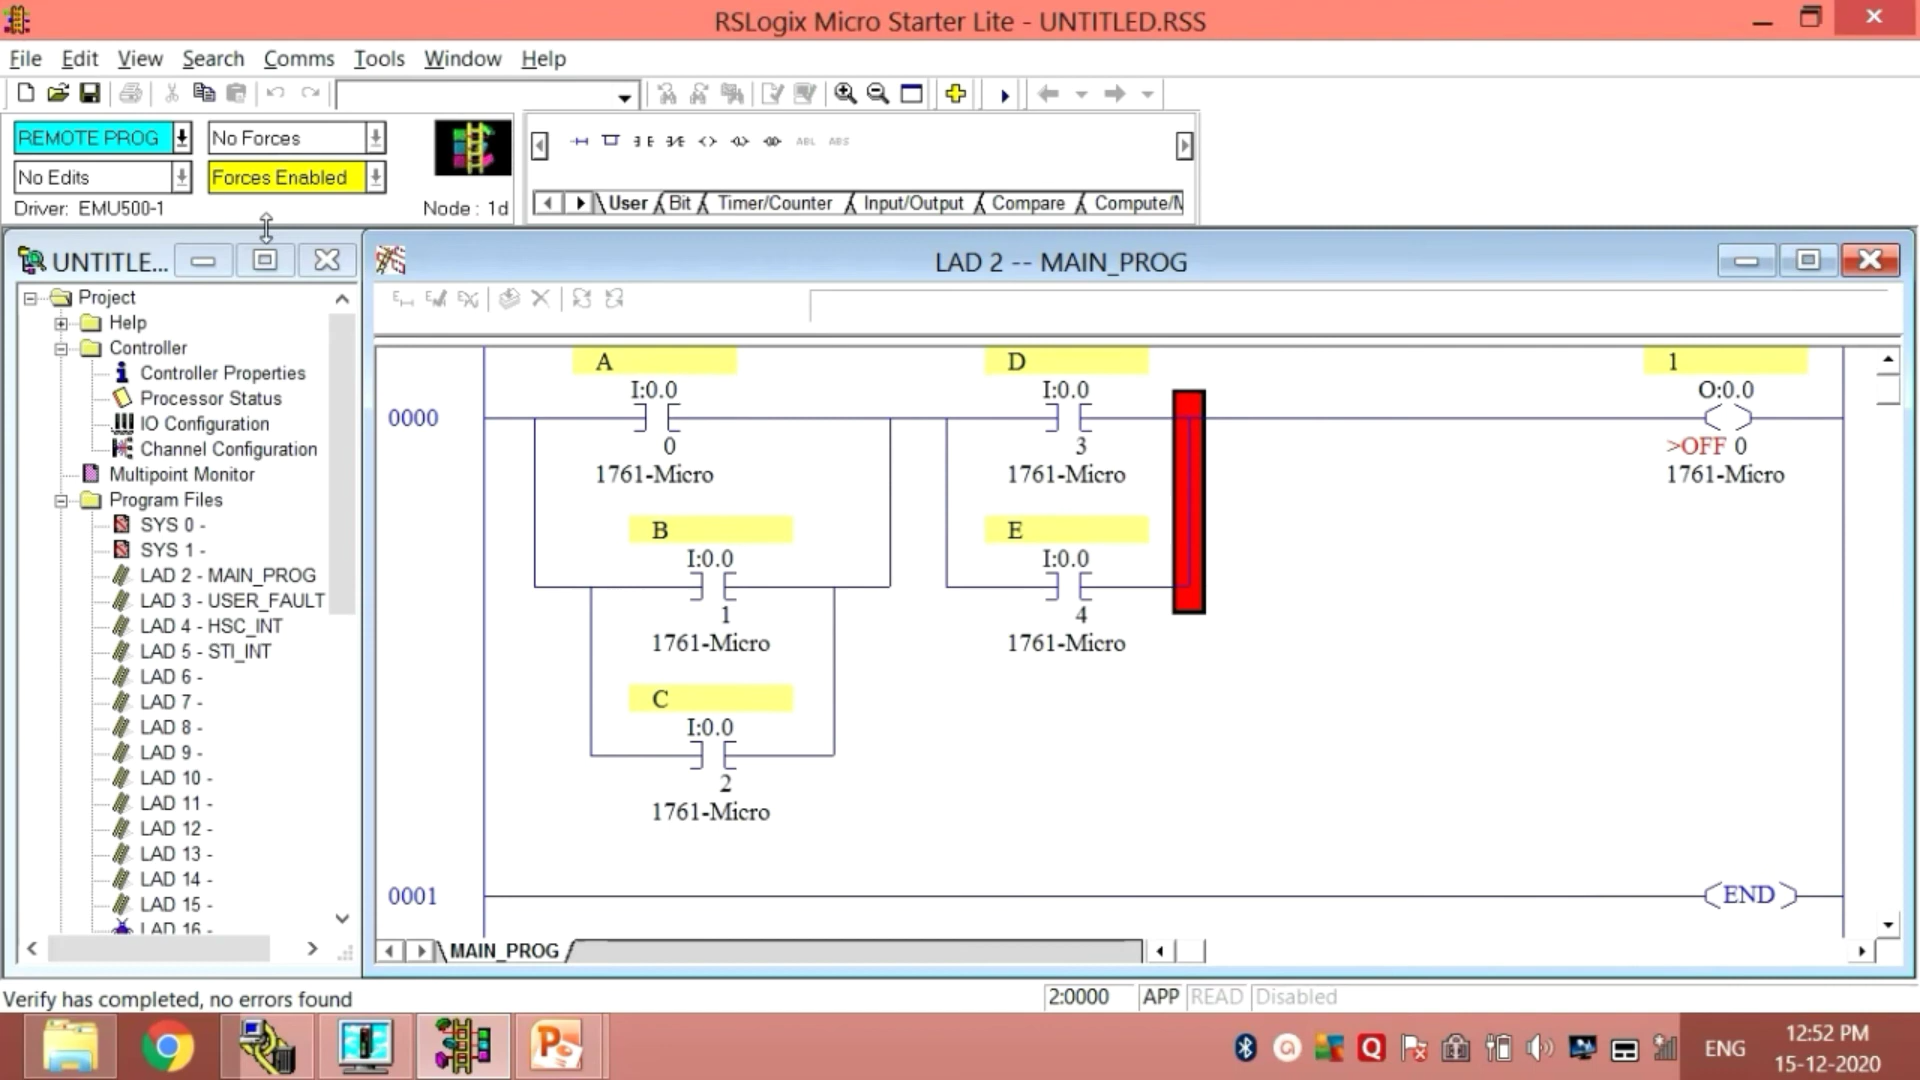 RSLogix Micro Starter Lite - UNTITLED.RSS
File Edit View Search Comms Tools Window Help
REMOTE PROG No Forces
No Edits Forces Enabled
Driver: EMU500-1 Node : 1d
ABL ABS
User Bit Timer/Counter Input/Output Compare Compute/M
UNTITLE...
Project
Help
Controller
Controller Properties
Processor Status
IO Configuration
Channel Configuration
Multipoint Monitor
Program Files
SYS 0 -
SYS 1 -
LAD 2 - MAIN_PROG
LAD 3 - USER_FAULT
LAD 4 - HSC_INT
LAD 5 - STI_INT
LAD 6 -
LAD 7 -
LAD 8 -
LAD 9 -
LAD 10 -
LAD 11 -
LAD 12 -
LAD 13 -
LAD 14 -
LAD 15 -
LAD 16 -
LAD 2 -- MAIN_PROG
A D 1
I:0.0 I:0.0 O:0.0
0000
0 3 >OFF 0
1761-Micro 1761-Micro 1761-Micro
B E
I:0.0 I:0.0
1 4
1761-Micro 1761-Micro
C
I:0.0
2
1761-Micro
0001 END
MAIN_PROG
Verify has completed, no errors found 2:0000 APP READ Disabled
ENG 12:52 PM
15-12-2020